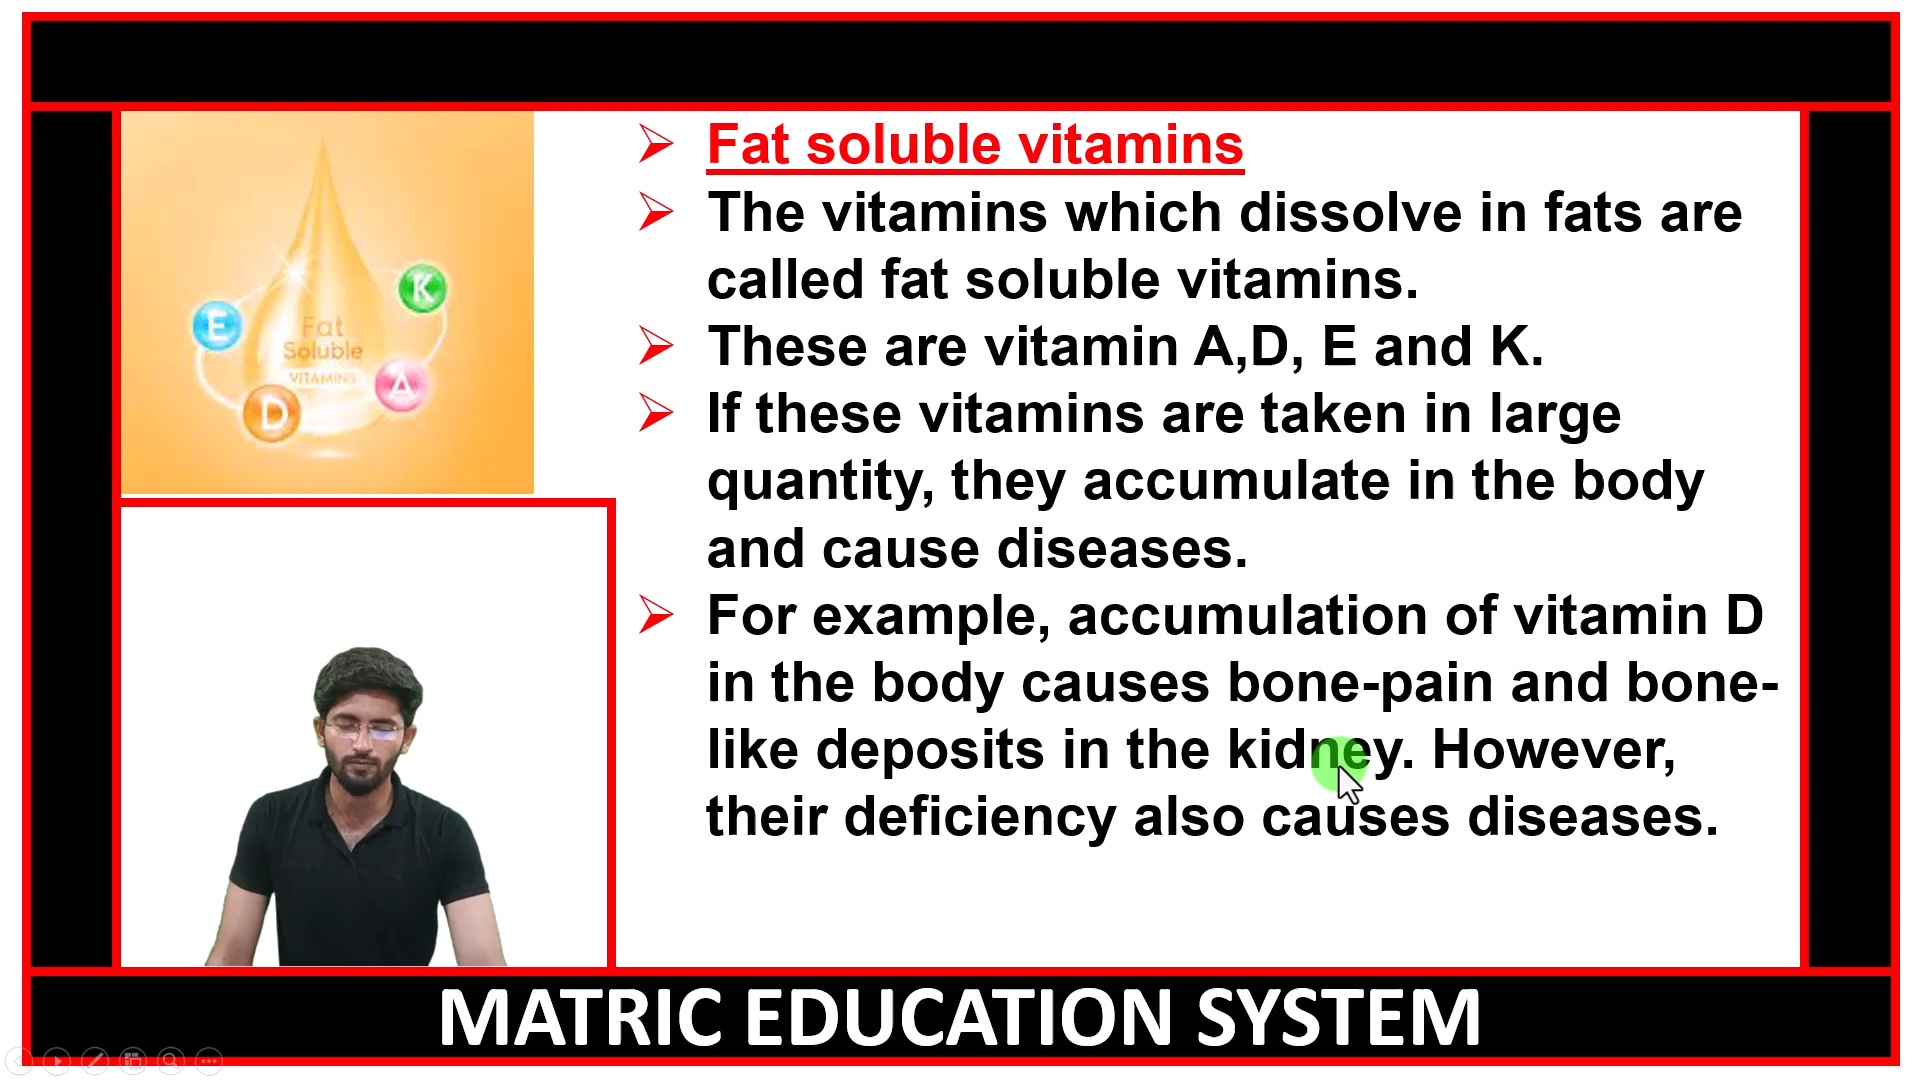 Fat soluble vitamins
The vitamins which dissolve in fats are
called fat soluble vitamins.
These are vitamin A,D, E and K.
If these vitamins are taken in large
quantity, they accumulate in the body
and cause diseases.
For example, accumulation of vitamin D
in the body causes bone-pain and bone-
like deposits in the kidney. However,
their deficiency also causes diseases.
K
E
Fat
Soluble
VITAMINS
A
D
MATRIC EDUCATION SYSTEM